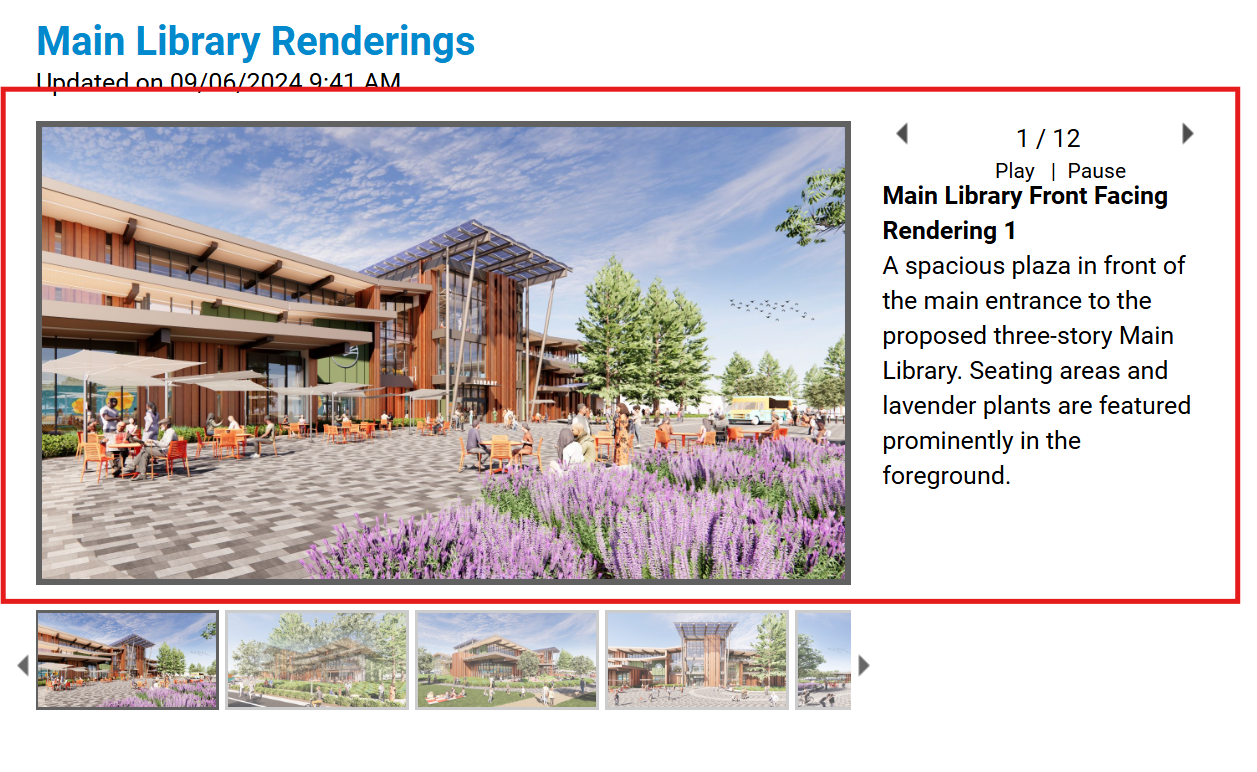 Main Library Renderings
Updated on 09/06/2024 9:41 AM
1 / 12
Play | Pause
Main Library Front Facing
Rendering 1
A spacious plaza in front of
the main entrance to the
proposed three-story Main
Library. Seating areas and
lavender plants are featured
prominently in the
foreground.
LIBRARY